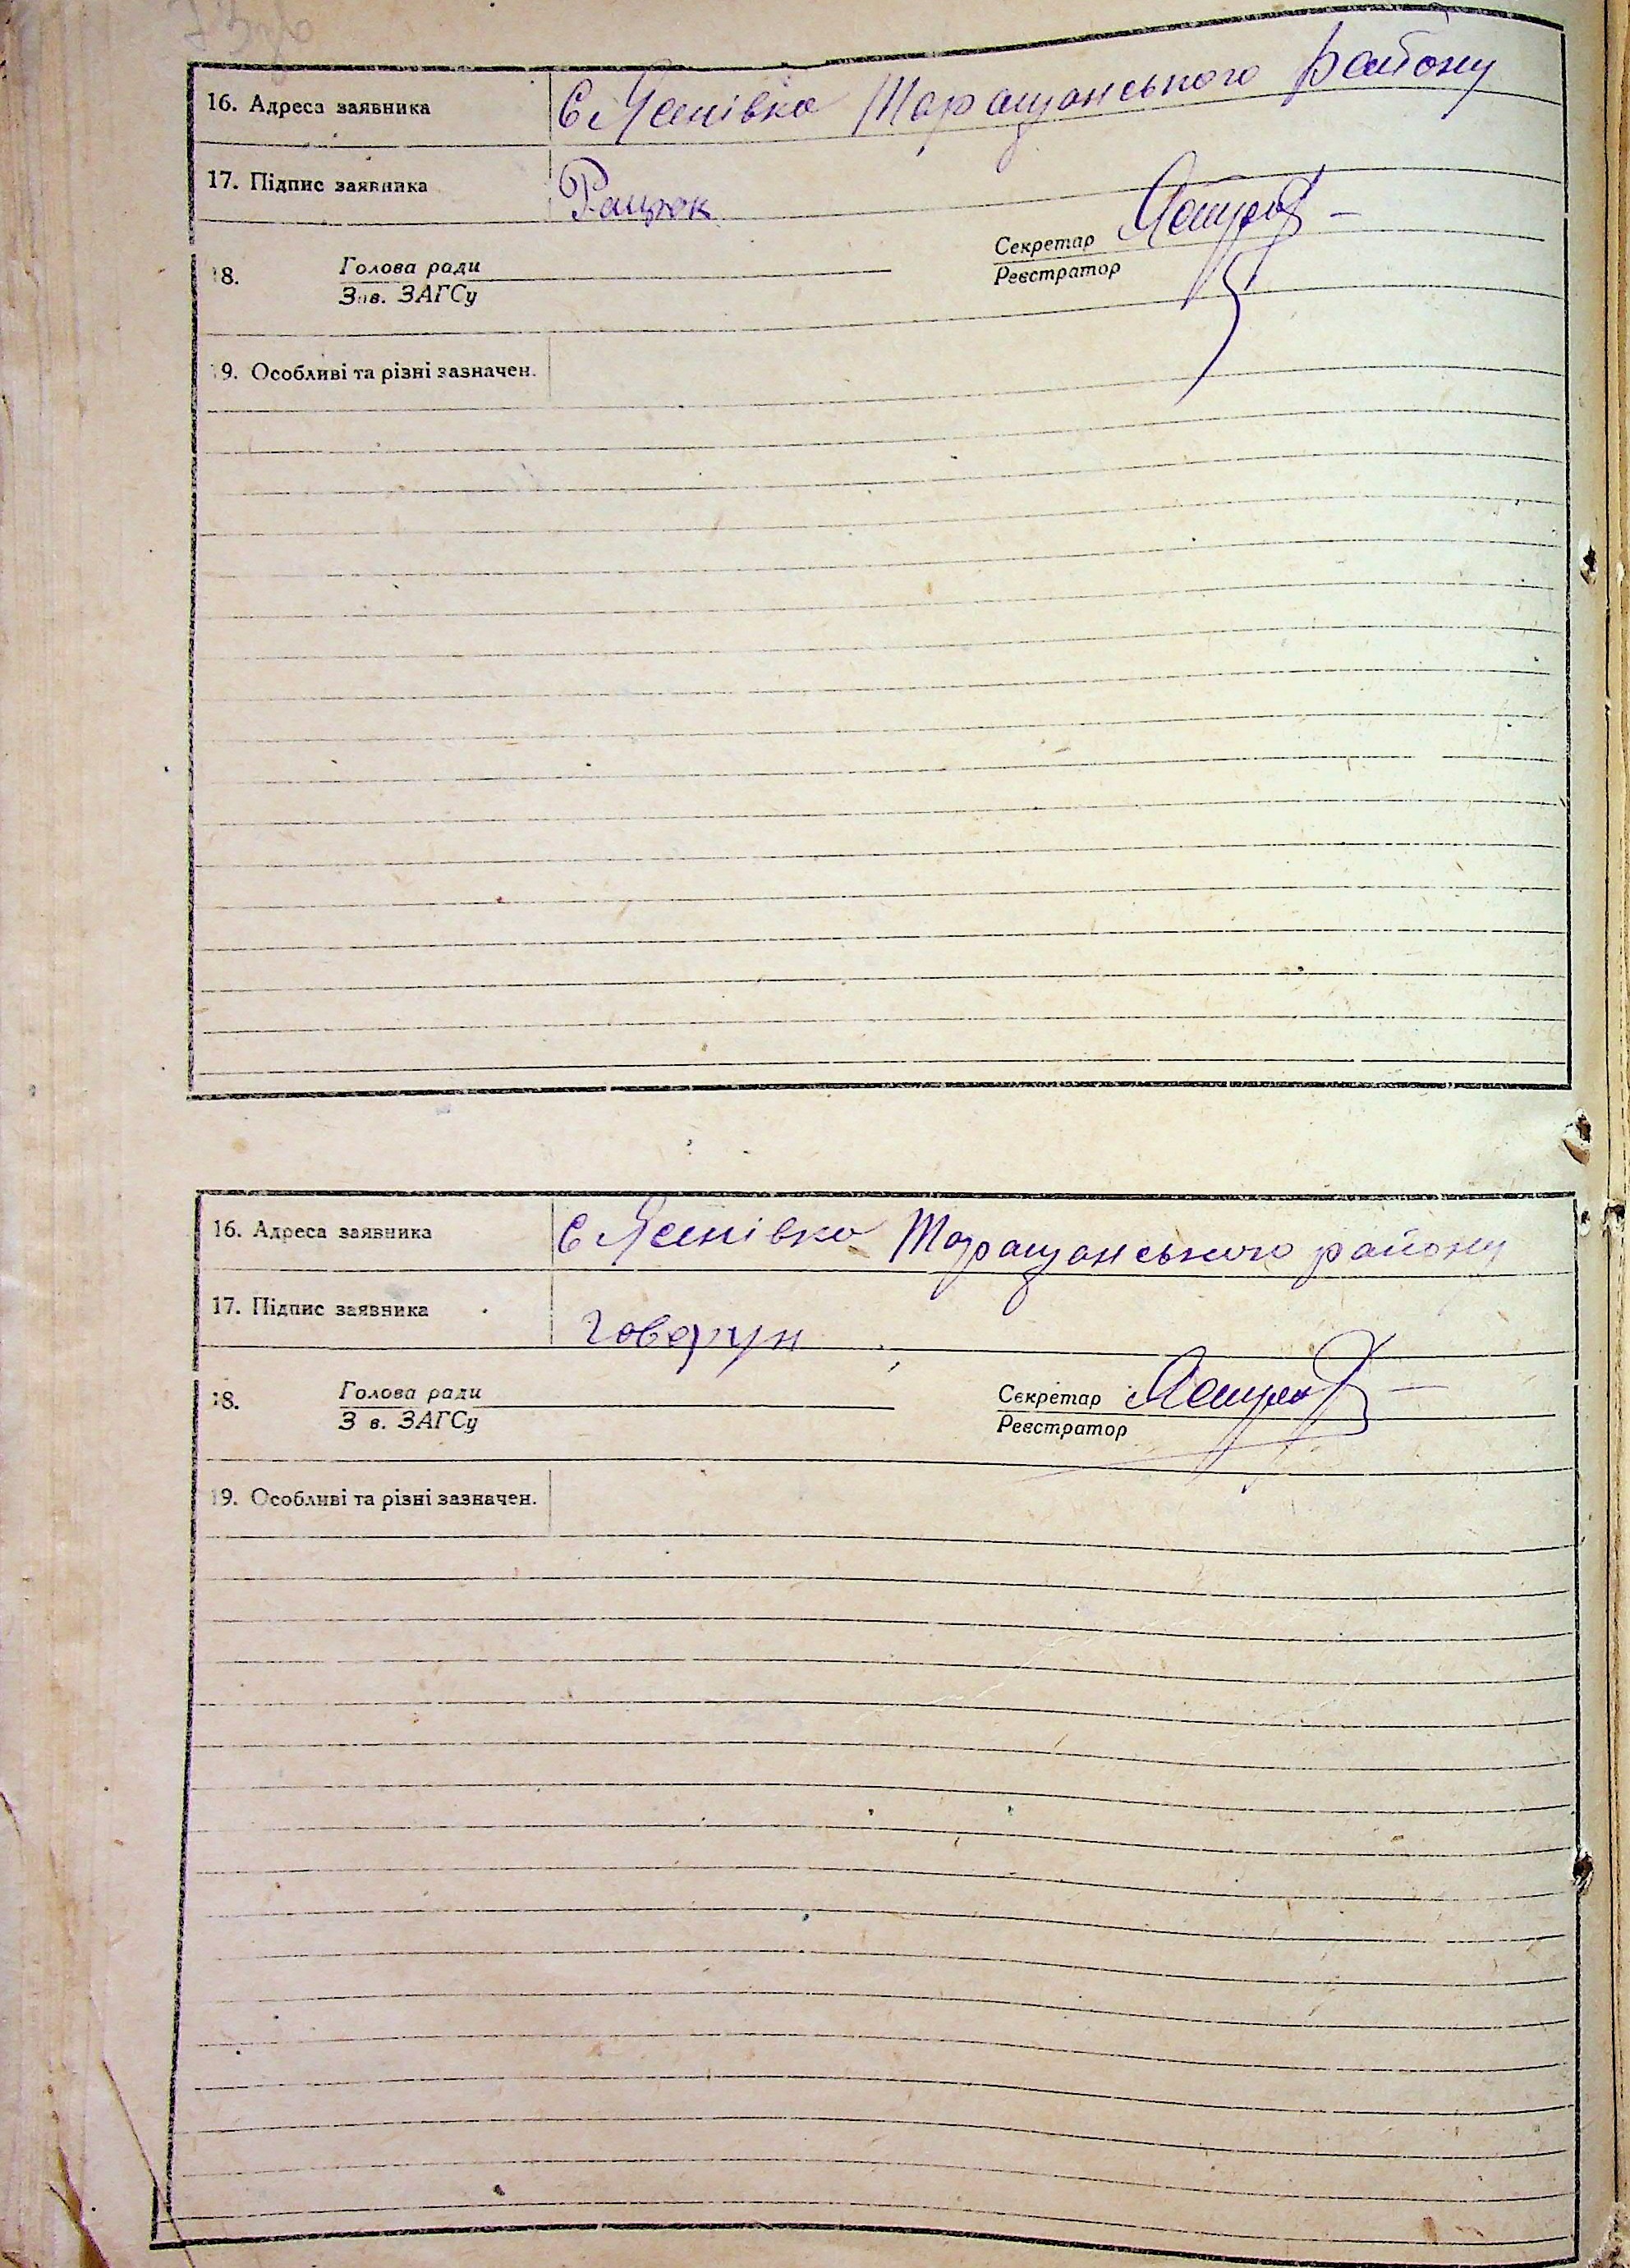 16. Адреса заявника С Ясенівка Таращанського району
17. Підпис заявника
Секретар
18. Голова ради
Реєстратор
Зав. ЗАГСу
19. Особливі та різні зазначен.
16. Адреса заявника С Ясенівка Таращанського району
17. Підпис заявника Говорун
18. Голова ради Секретар
З в. ЗАГСу Реєстратор
19. Особливі та різні зазначен.